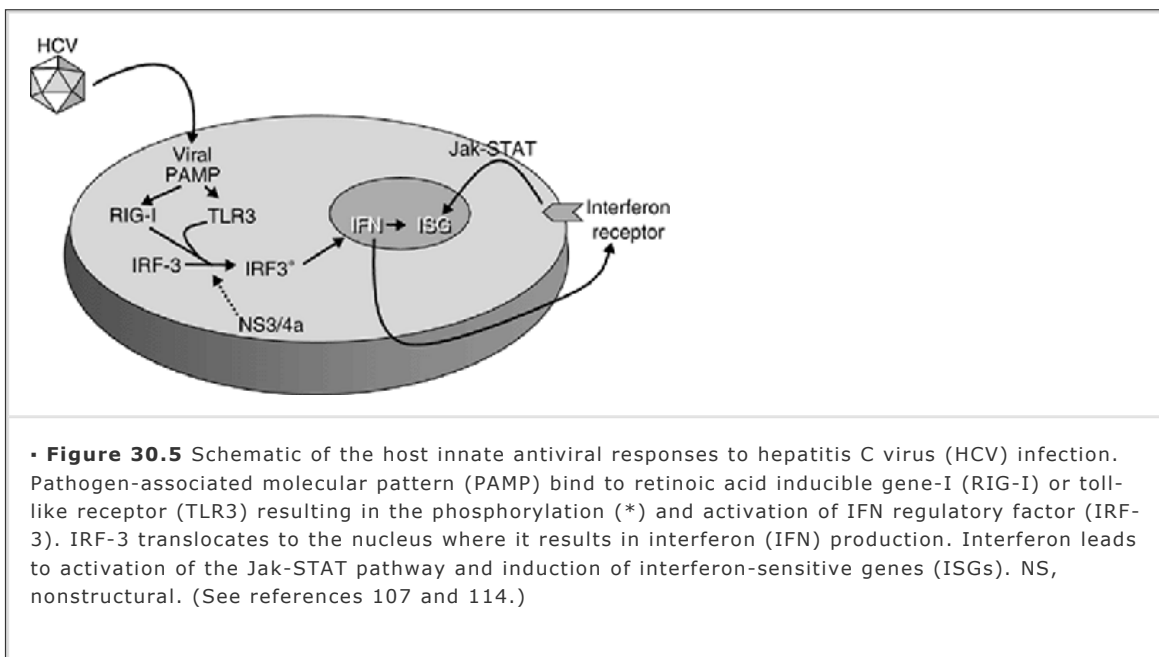 HCV
Viral
PAMP
Jak-STAT
RIG-I
TLR3
IFN
ISG
Interferon
receptor
IRF-3
IRF3*
NS3/4a
▪ Figure 30.5 Schematic of the host innate antiviral responses to hepatitis C virus (HCV) infection.
Pathogen-associated molecular pattern (PAMP) bind to retinoic acid inducible gene-I (RIG-I) or toll-
like receptor (TLR3) resulting in the phosphorylation (*) and activation of IFN regulatory factor (IRF-
3). IRF-3 translocates to the nucleus where it results in interferon (IFN) production. Interferon leads
to activation of the Jak-STAT pathway and induction of interferon-sensitive genes (ISGs). NS,
nonstructural. (See references 107 and 114.)